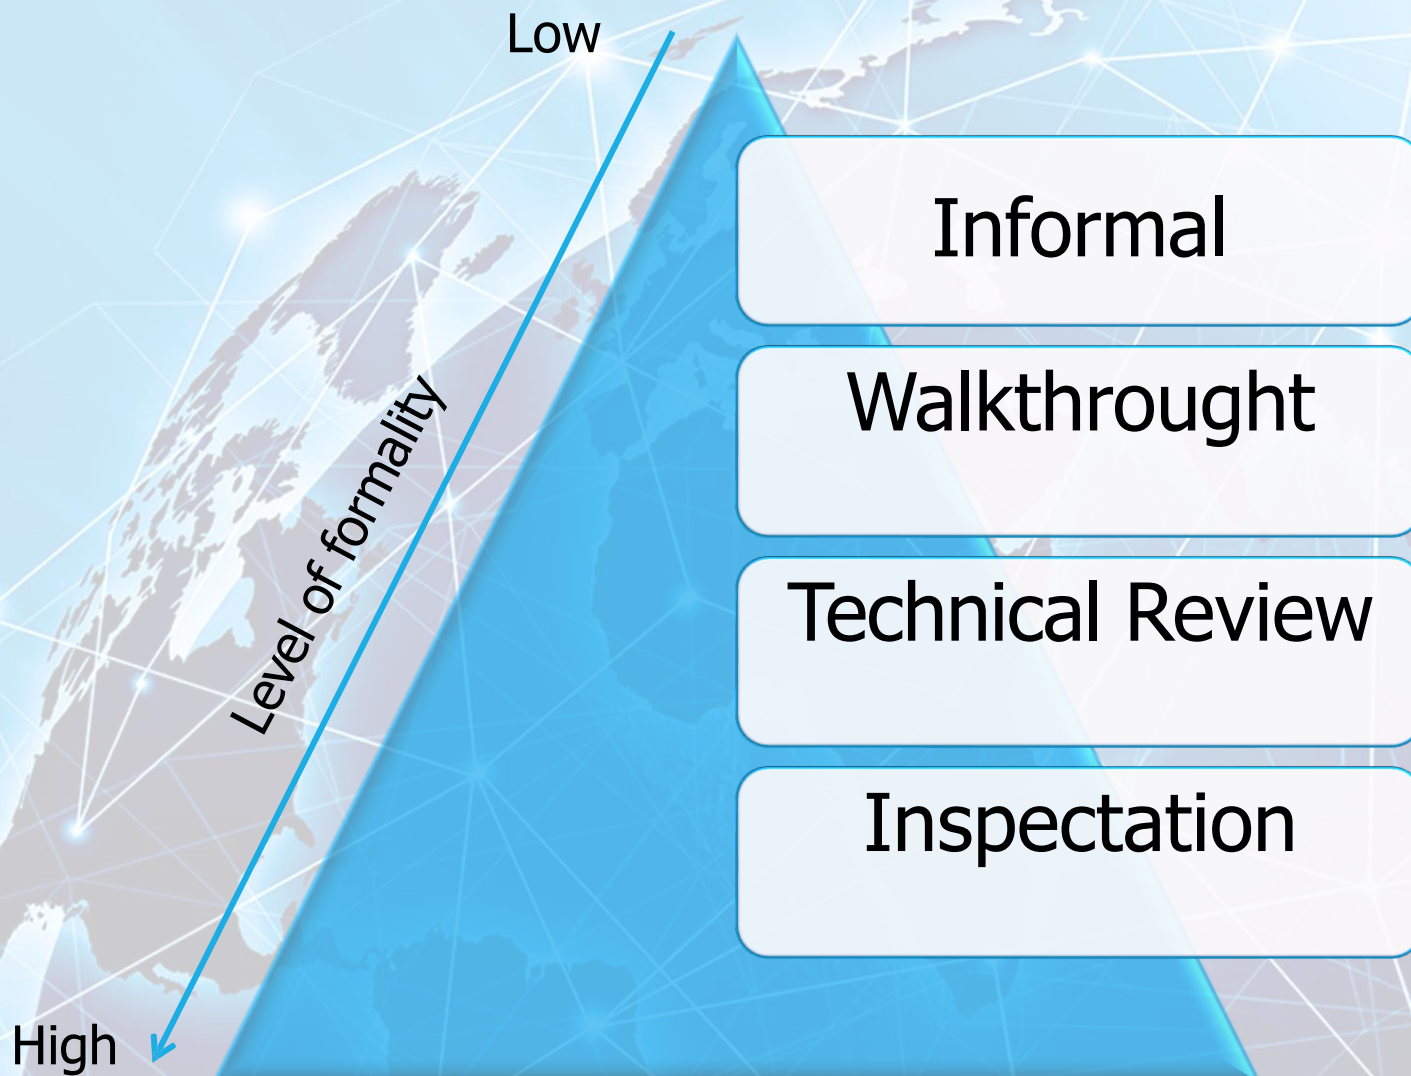 Low
Informal
Walkthrought
Level of formality
Technical Review
Inspectation
High